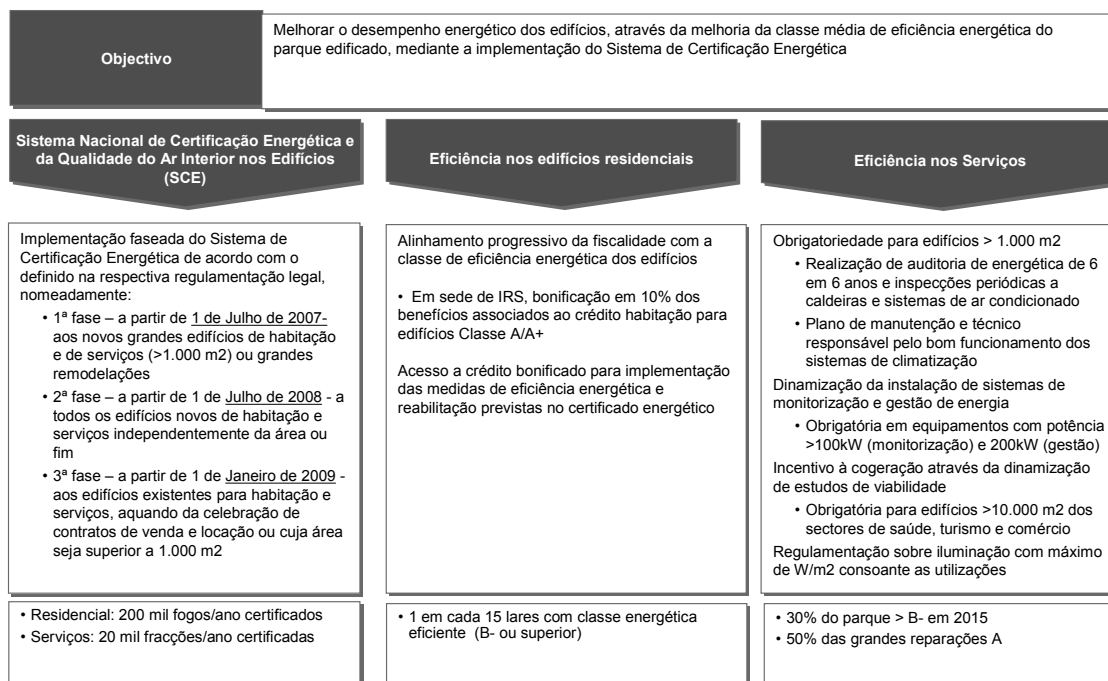 Objectivo
Melhorar o desempenho energético dos edifícios, através da melhoria da classe média de eficiência energética do
parque edificado, mediante a implementação do Sistema de Certificação Energética
Sistema Nacional de Certificação Energética e
da Qualidade do Ar Interior nos Edifícios
(SCE)
Implementação faseada do Sistema de
Certificação Energética de acordo com o
definido na respectiva regulamentação legal,
nomeadamente:
• 1ª fase – a partir de 1 de Julho de 2007-
aos novos grandes edifícios de habitação
e de serviços (>1.000 m2) ou grandes
remodelações
• 2ª fase – a partir de 1 de Julho de 2008 - a
todos os edifícios novos de habitação e
serviços independentemente da área ou
fim
• 3ª fase – a partir de 1 de Janeiro de 2009 -
aos edifícios existentes para habitação e
serviços, aquando da celebração de
contratos de venda e locação ou cuja área
seja superior a 1.000 m2
• Residencial: 200 mil fogos/ano certificados
• Serviços: 20 mil fracções/ano certificadas
Eficiência nos edifícios residenciais
Alinhamento progressivo da fiscalidade com a
classe de eficiência energética dos edifícios
• Em sede de IRS, bonificação em 10% dos
benefícios associados ao crédito habitação para
edifícios Classe A/A+
Acesso a crédito bonificado para implementação
das medidas de eficiência energética e
reabilitação previstas no certificado energético
• 1 em cada 15 lares com classe energética
eficiente (B- ou superior)
Eficiência nos Serviços
Obrigatoriedade para edifícios > 1.000 m2
• Realização de auditoria de energética de 6
em 6 anos e inspecções periódicas a
caldeiras e sistemas de ar condicionado
• Plano de manutenção e técnico
responsável pelo bom funcionamento dos
sistemas de climatização
Dinamização da instalação de sistemas de
monitorização e gestão de energia
• Obrigatória em equipamentos com potência
>100kW (monitorização) e 200kW (gestão)
Incentivo à cogeração através da dinamização
de estudos de viabilidade
• Obrigatória para edifícios >10.000 m2 dos
sectores de saúde, turismo e comércio
Regulamentação sobre iluminação com máximo
de W/m2 consoante as utilizações
• 30% do parque > B- em 2015
• 50% das grandes reparações A